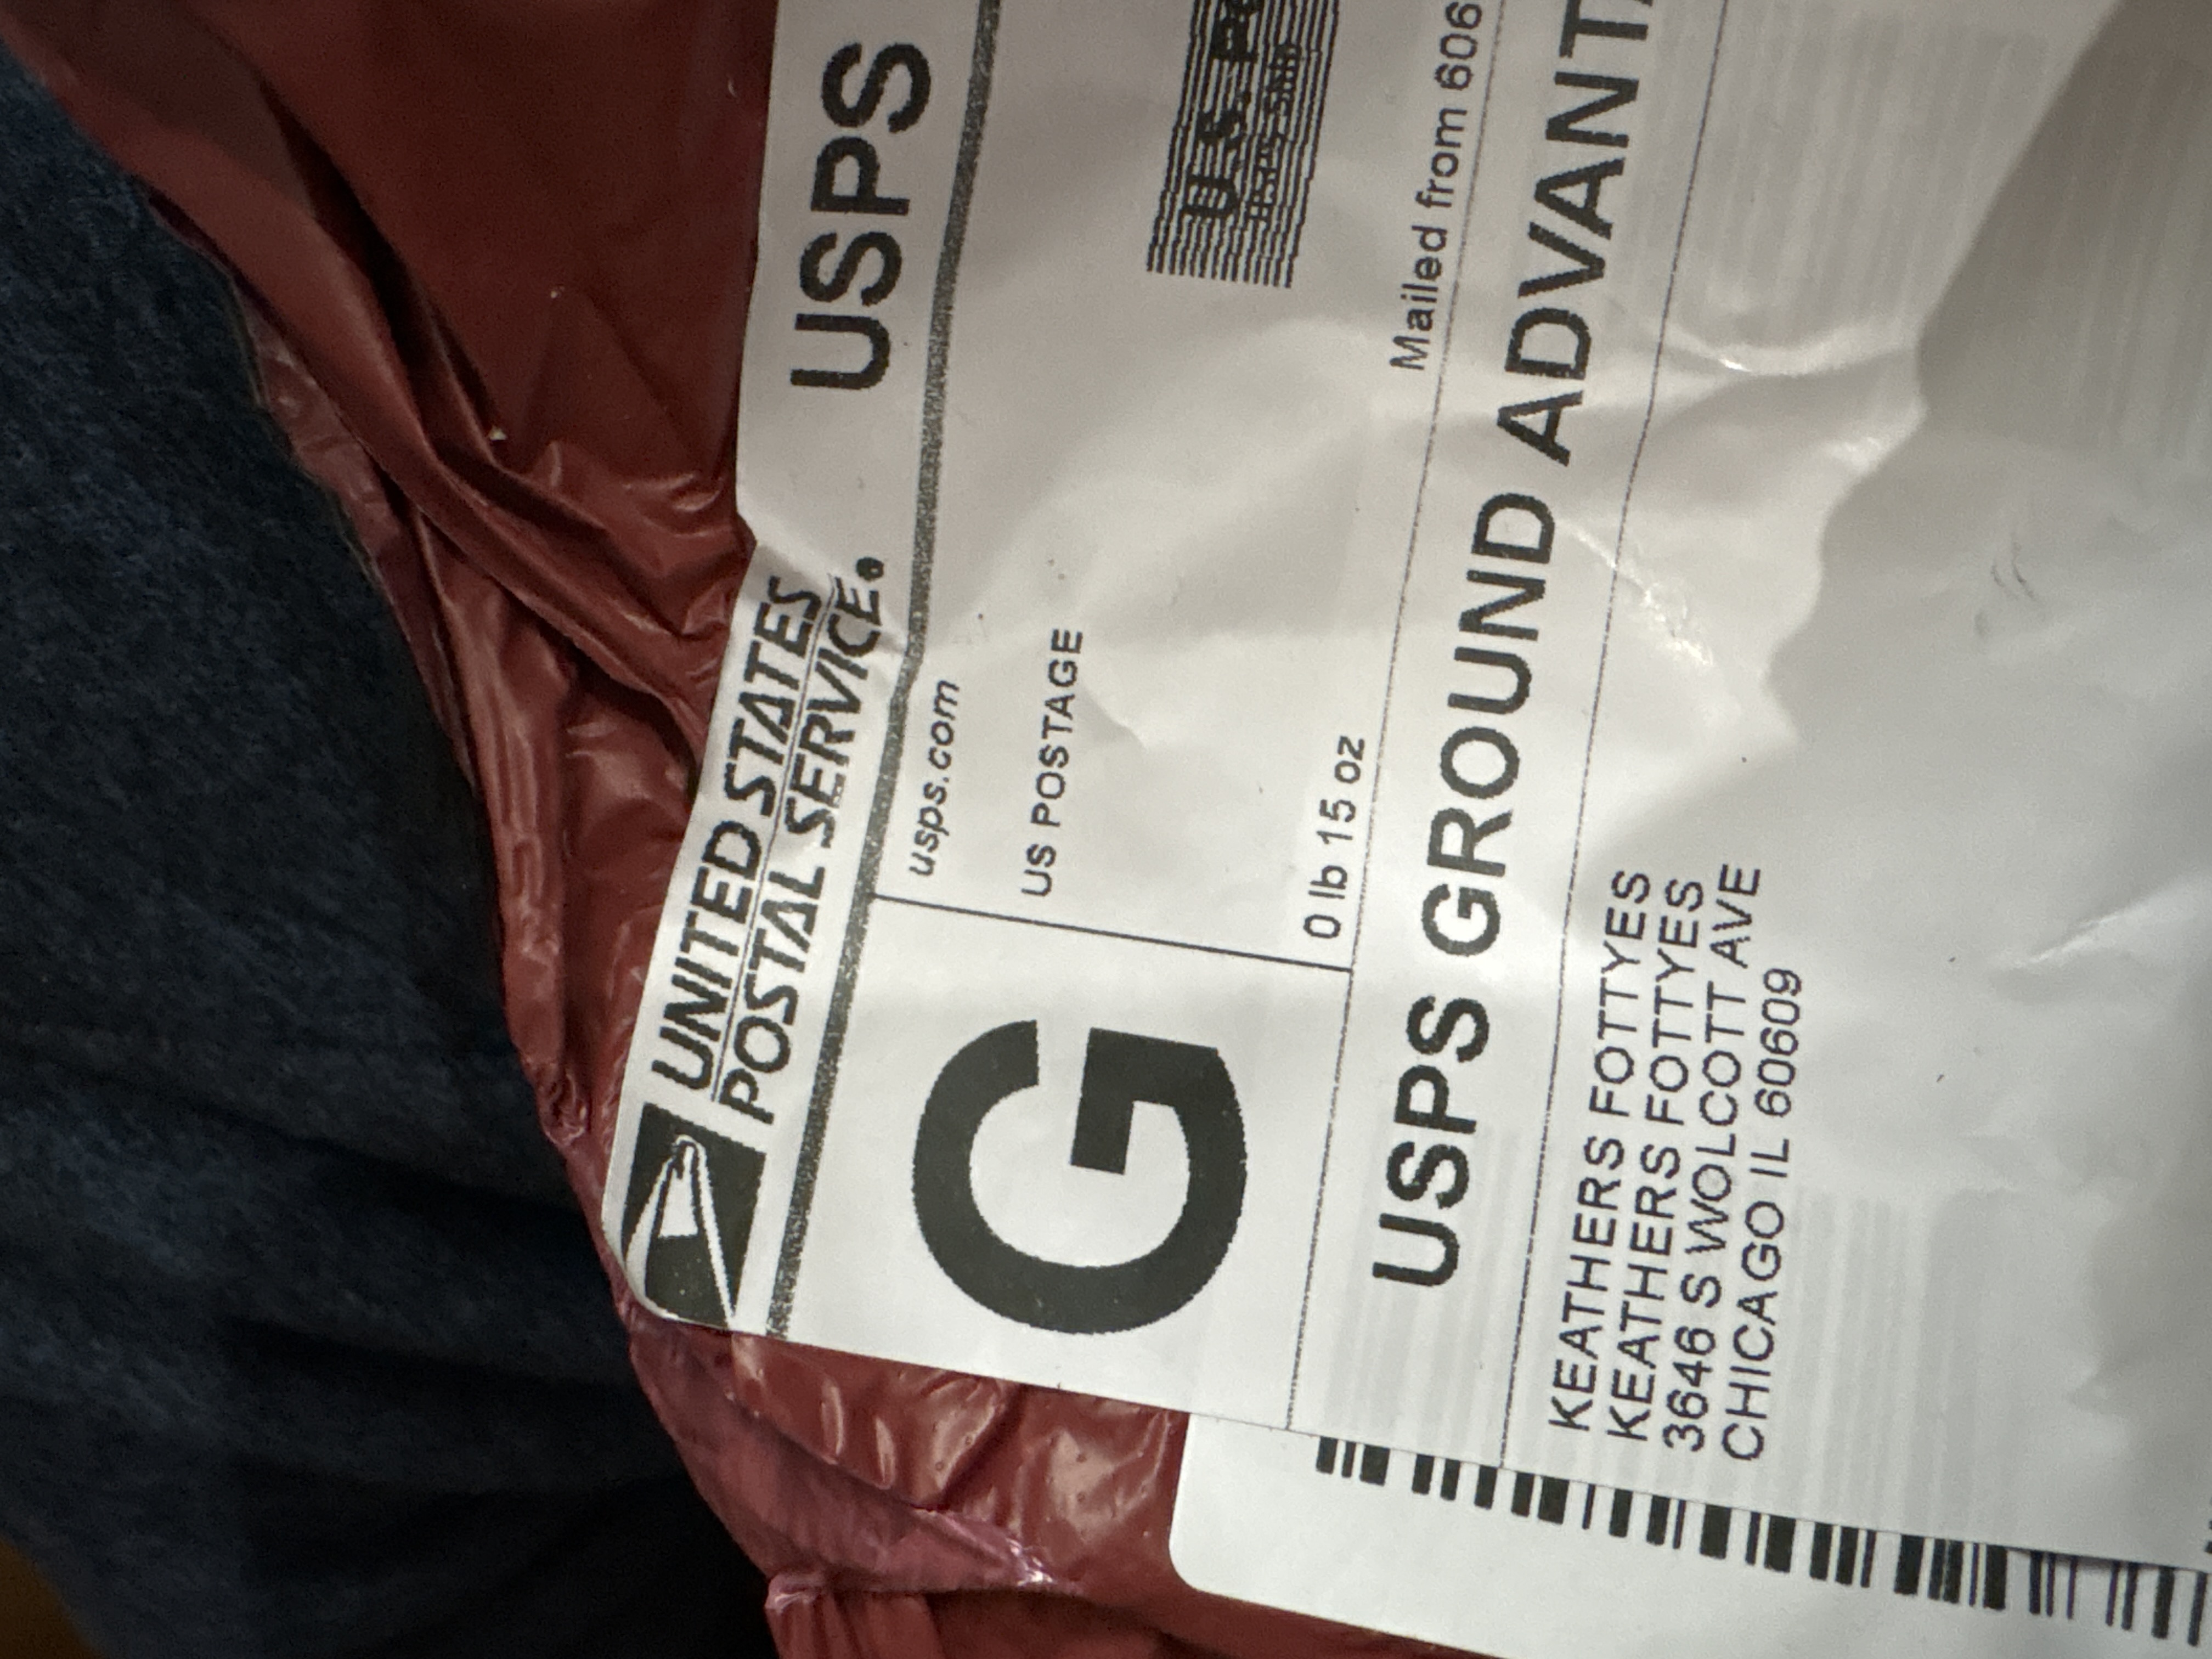 UNITED STATES
POSTAL SERVICE.
USPS
G
usps.com
US POSTAGE
0 lb 15 oz
Mailed from 606
USPS GROUND ADVANT
KEATHERS FOTTYES
KEATHERS FOTTYES
3646 S WOLCOTT AVE
CHICAGO IL 60609